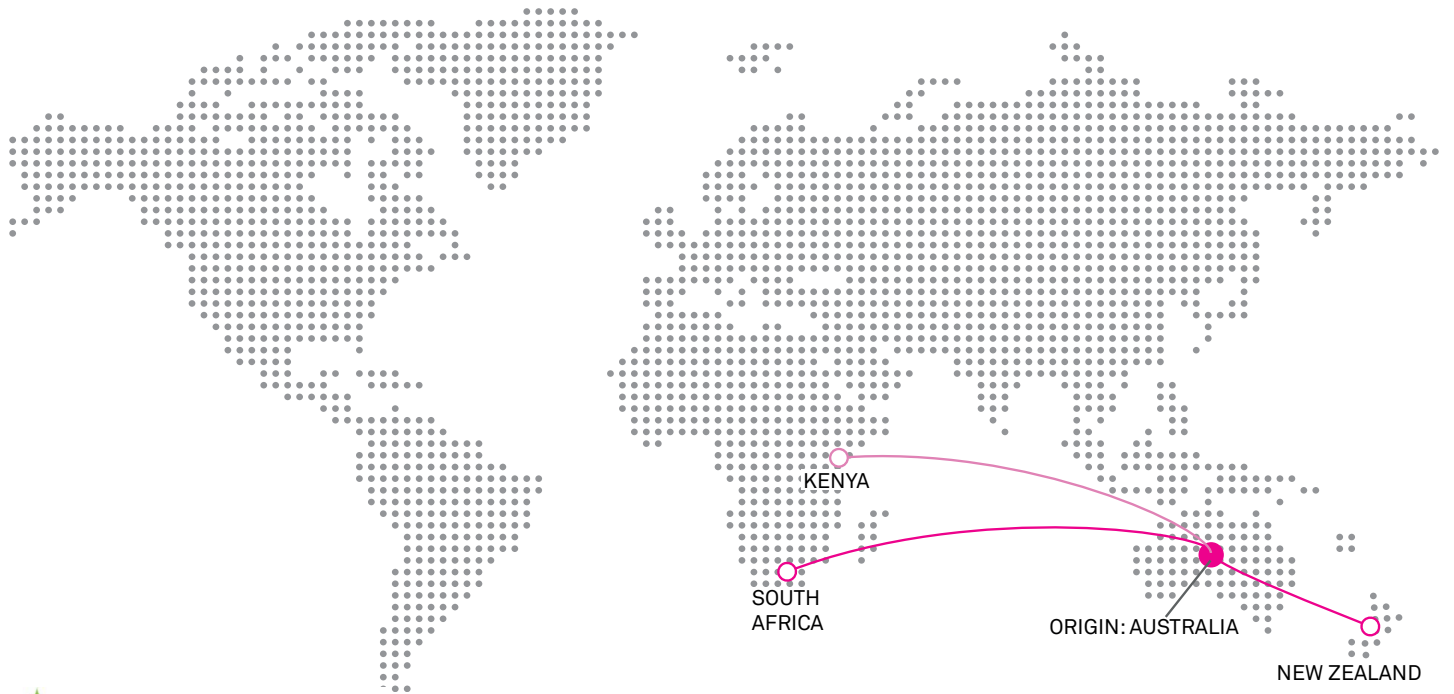 KENYA
SOUTH
AFRICA
ORIGIN: AUSTRALIA
NEW ZEALAND